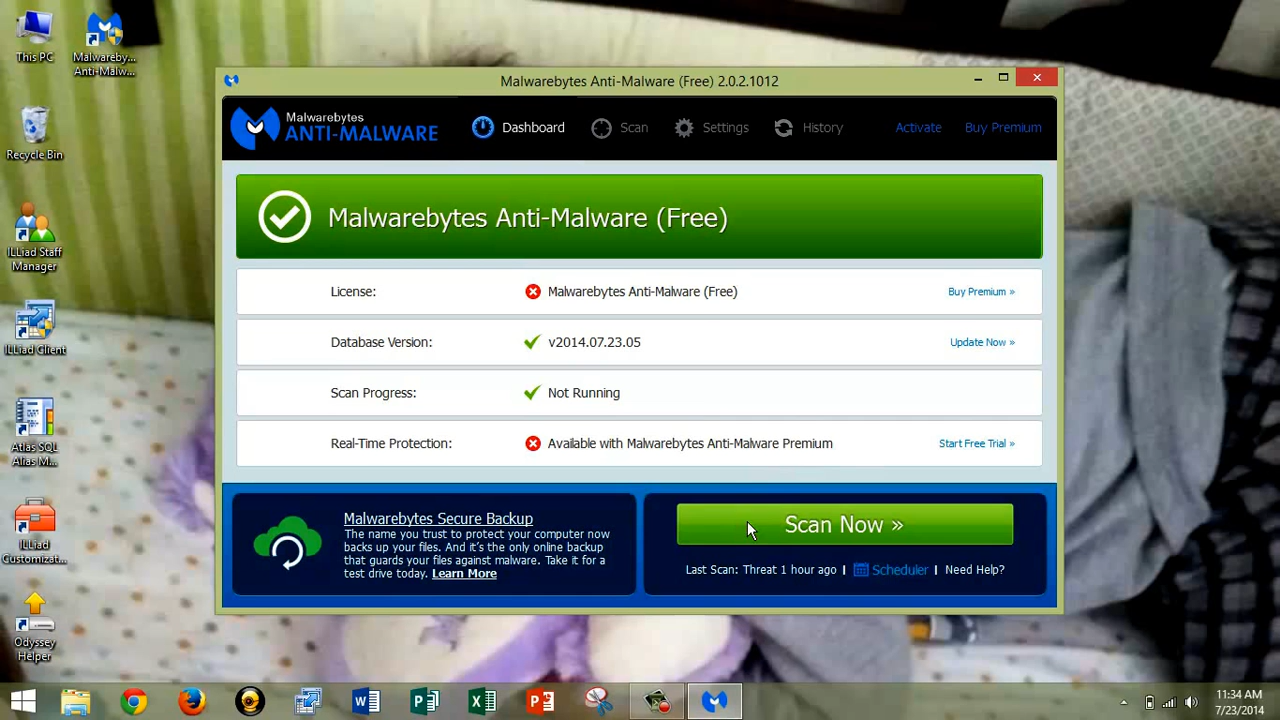 This PC
Malwareby...
Anti-Malw...
Recycle Bin
ILLiad Staff
Manager
ILLiad Client
Atlas SQL
Alias M...
ILLiad
Customizat...
Odyssey
Helper
Malwarebytes Anti-Malware (Free) 2.0.2.1012
Malwarebytes
ANTI-MALWARE
Dashboard
Scan
Settings
History
Activate
Buy Premium
Malwarebytes Anti-Malware (Free)
License:
Malwarebytes Anti-Malware (Free)
Buy Premium »
Database Version:
v2014.07.23.05
Update Now »
Scan Progress:
Not Running
Real-Time Protection:
Available with Malwarebytes Anti-Malware Premium
Start Free Trial »
Malwarebytes Secure Backup
The name you trust to protect your computer now
backs up your files. And it's the only online backup
that guards your files against malware. Take it for a
test drive today. Learn More
Scan Now »
Last Scan: Threat 1 hour ago | Scheduler | Need Help?
11:34 AM
7/23/2014